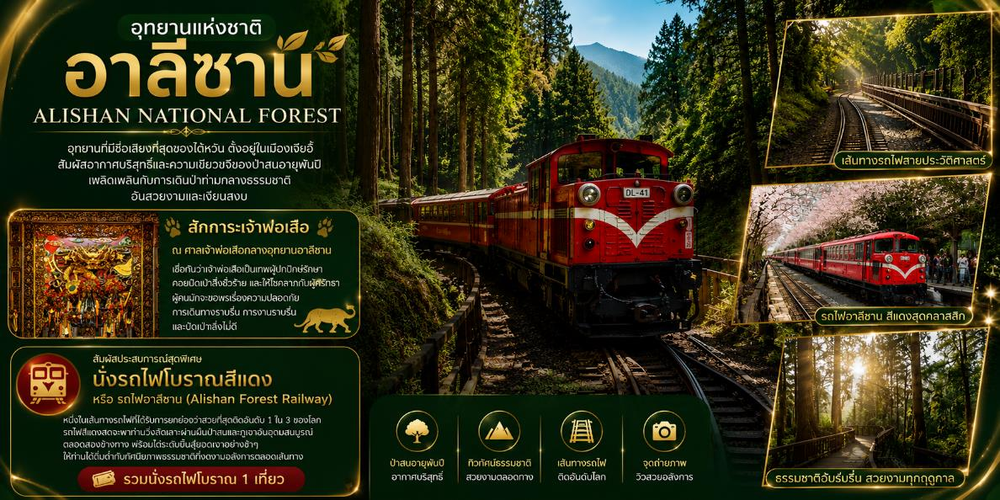 อุทยานแห่งชาติ
อาลีซาน
ALISHAN NATIONAL FOREST
อุทยานที่มีชื่อเสียงที่สุดของไต้หวัน ตั้งอยู่ในเมืองเจียอี้
สัมผัสอากาศบริสุทธิ์และความเขียวขจีของป่าสนอายุพันปี
เพลิดเพลินกับการเดินป่าท่ามกลางธรรมชาติ
อันสวยงามและเงียบสงบ
สักการะเจ้าพ่อเสือ
ณ ศาลเจ้าพ่อเสือกลางอุทยานอาลีซาน
เชื่อกันว่าเจ้าพ่อเสือเป็นเทพผู้ปกปักษ์รักษา
คอยปัดเป่าสิ่งชั่วร้าย และให้โชคลาภกับผู้ศรัทธา
ผู้คนมักจะขอพรเรื่องความปลอดภัย
การเดินทางราบรื่น การงานราบรื่น
และปัดเป่าสิ่งไม่ดี
สัมผัสประสบการณ์สุดพิเศษ
นั่งรถไฟโบราณสีแดง
หรือ รถไฟอาลีซาน (Alishan Forest Railway)
หนึ่งในเส้นทางรถไฟที่ได้รับการยกย่องว่าสวยที่สุดติดอันดับ 1 ใน 3 ของโลก
รถไฟสีแดงสดจะพาท่านวิ่งลัดเลาะผ่านผืนป่าสนและภูเขาอันอุดมสมบูรณ์
ตลอดสองข้างทาง พร้อมไต่ระดับขึ้นสู่ยอดเขาอย่างช้าๆ
ให้ท่านได้ดื่มด่ำกับทัศนียภาพธรรมชาติที่งดงามอลังการตลอดเส้นทาง
รวมนั่งรถไฟโบราณ 1 เที่ยว
DL-41
ป่าสนอายุพันปี
อากาศบริสุทธิ์
ทิวทัศน์ธรรมชาติ
สวยงามตลอดทาง
เส้นทางรถไฟ
ติดอันดับโลก
จุดถ่ายภาพ
วิวสวยอลังการ
เส้นทางรถไฟสายประวัติศาสตร์
รถไฟอาลีซาน สีแดงสุดคลาสสิก
ธรรมชาติอันร่มรื่น สวยงามทุกฤดูกาล